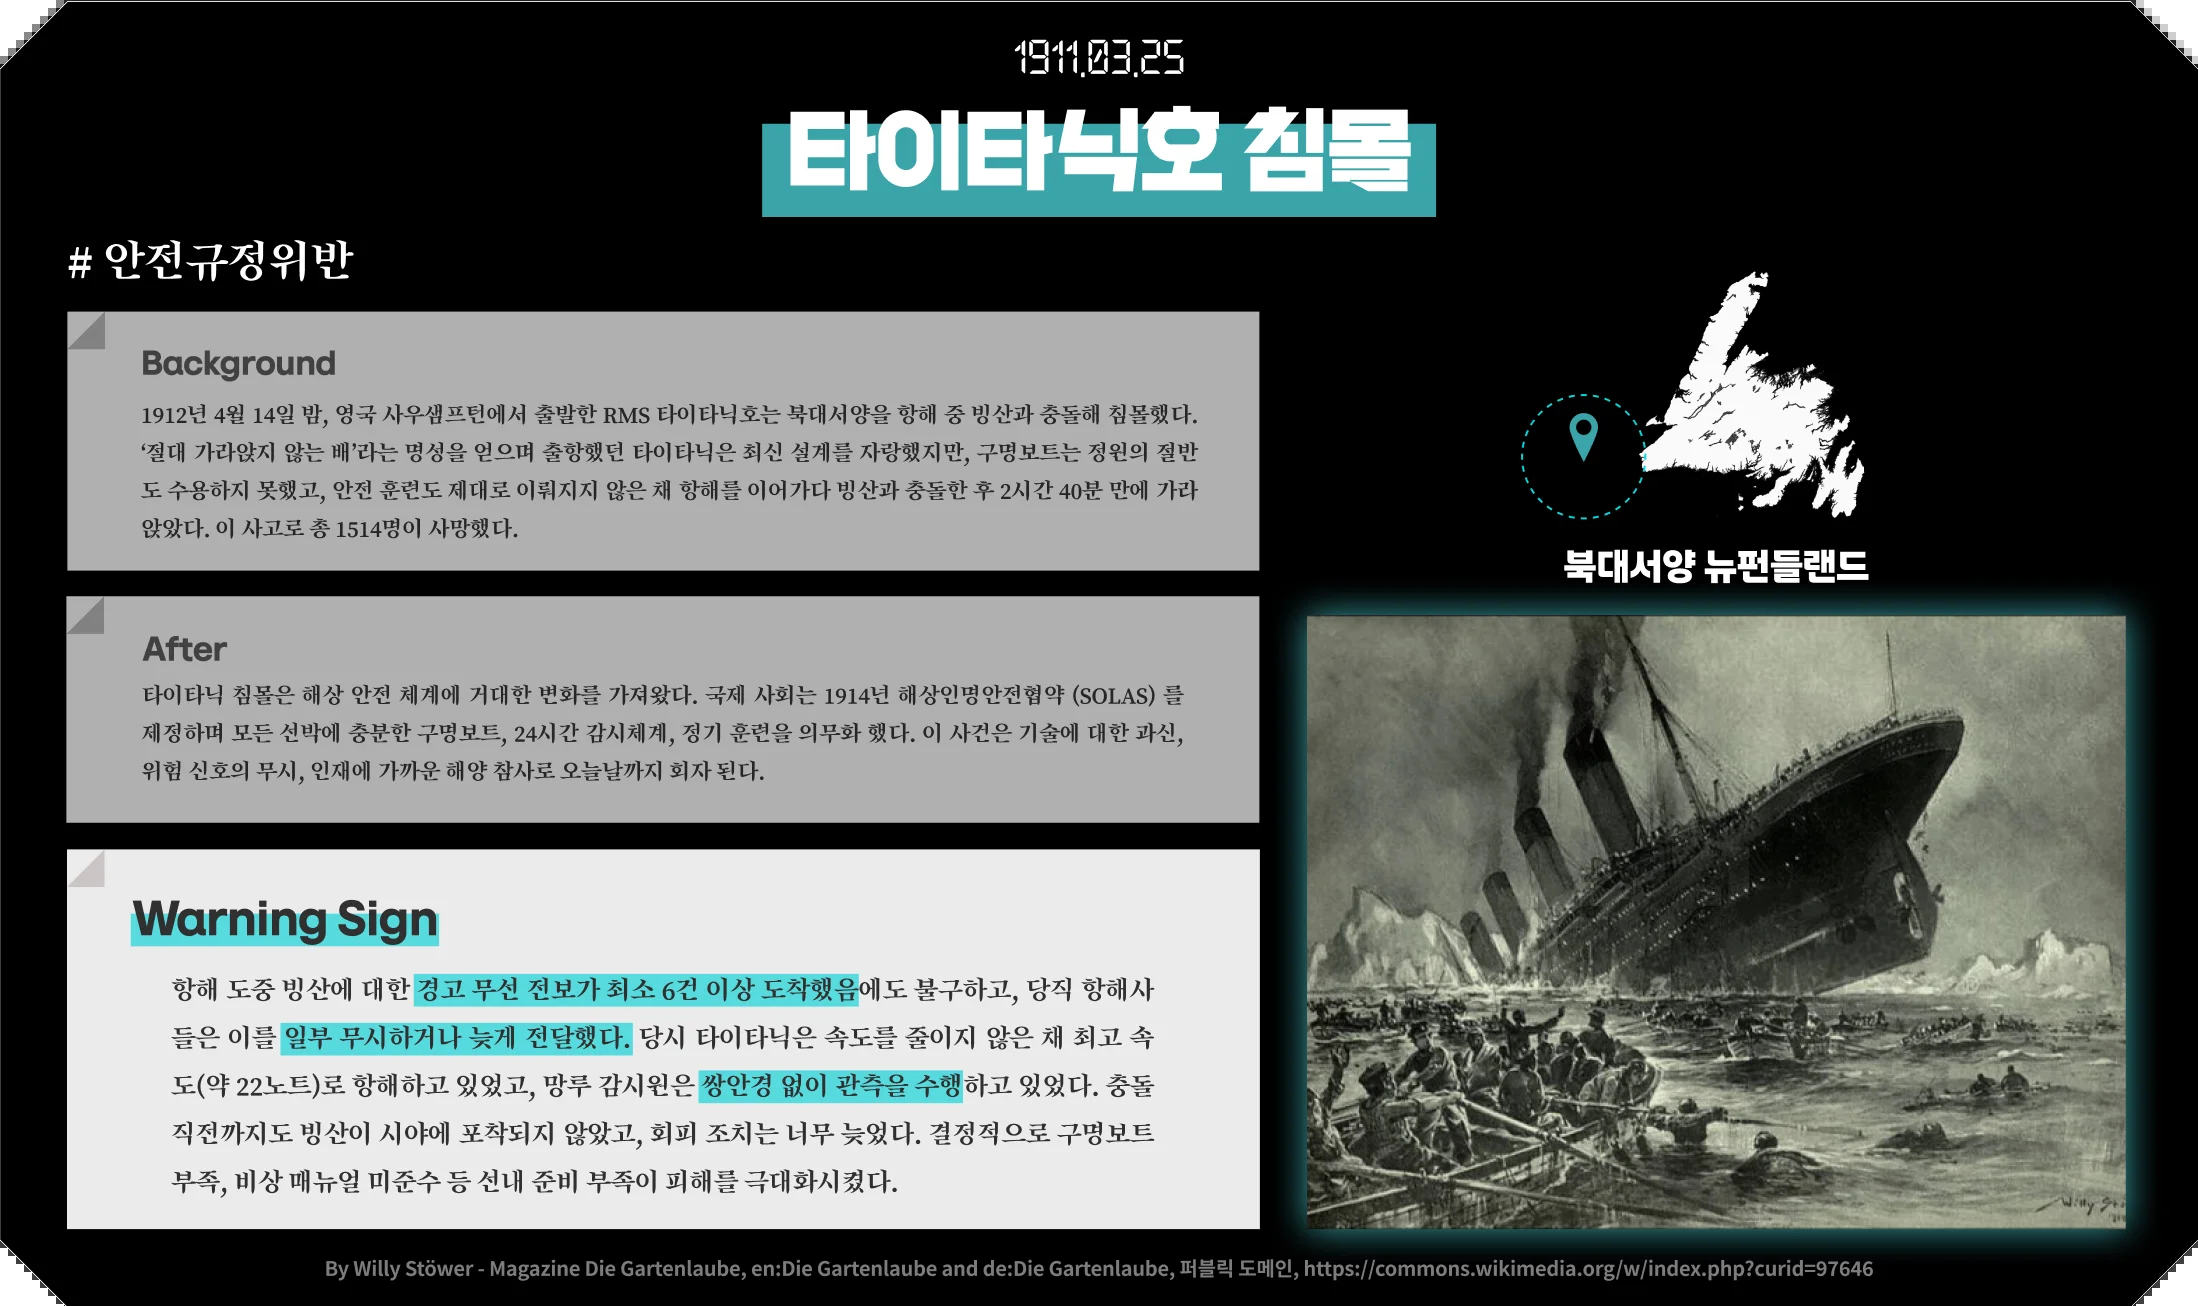 1911.03.25
타이타닉호 침몰
# 안전규정위반
Background
1912년 4월 14일 밤, 영국 사우샘프턴에서 출발한 RMS 타이타닉호는 북대서양을 항해 중 빙산과 충돌해 침몰했다.
‘절대 가라앉지 않는 배’라는 명성을 얻으며 출항했던 타이타닉은 최신 설계를 자랑했지만, 구명보트는 정원의 절반
도 수용하지 못했고, 안전 훈련도 제대로 이뤄지지 않은 채 항해를 이어가다 빙산과 충돌한 후 2시간 40분 만에 가라
앉았다. 이 사고로 총 1514명이 사망했다.
After
타이타닉 침몰은 해상 안전 체계에 거대한 변화를 가져왔다. 국제 사회는 1914년 해상인명안전협약 (SOLAS) 를
제정하며 모든 선박에 충분한 구명보트, 24시간 감시체계, 정기 훈련을 의무화 했다. 이 사건은 기술에 대한 과신,
위험 신호의 무시, 인재에 가까운 해양 참사로 오늘날까지 회자 된다.
Warning Sign
항해 도중 빙산에 대한 경고 무선 전보가 최소 6건 이상 도착했음에도 불구하고, 당직 항해사
들은 이를 일부 무시하거나 늦게 전달했다. 당시 타이타닉은 속도를 줄이지 않은 채 최고 속
도(약 22노트)로 항해하고 있었고, 망루 감시원은 쌍안경 없이 관측을 수행하고 있었다. 충돌
직전까지도 빙산이 시야에 포착되지 않았고, 회피 조치는 너무 늦었다. 결정적으로 구명보트
부족, 비상 매뉴얼 미준수 등 선내 준비 부족이 피해를 극대화시켰다.
북대서양 뉴펀들랜드
Willy
By Willy Stöwer - Magazine Die Gartenlaube, en:Die Gartenlaube and de:Die Gartenlaube, 퍼블릭 도메인, https://commons.wikimedia.org/w/index.php?curid=97646